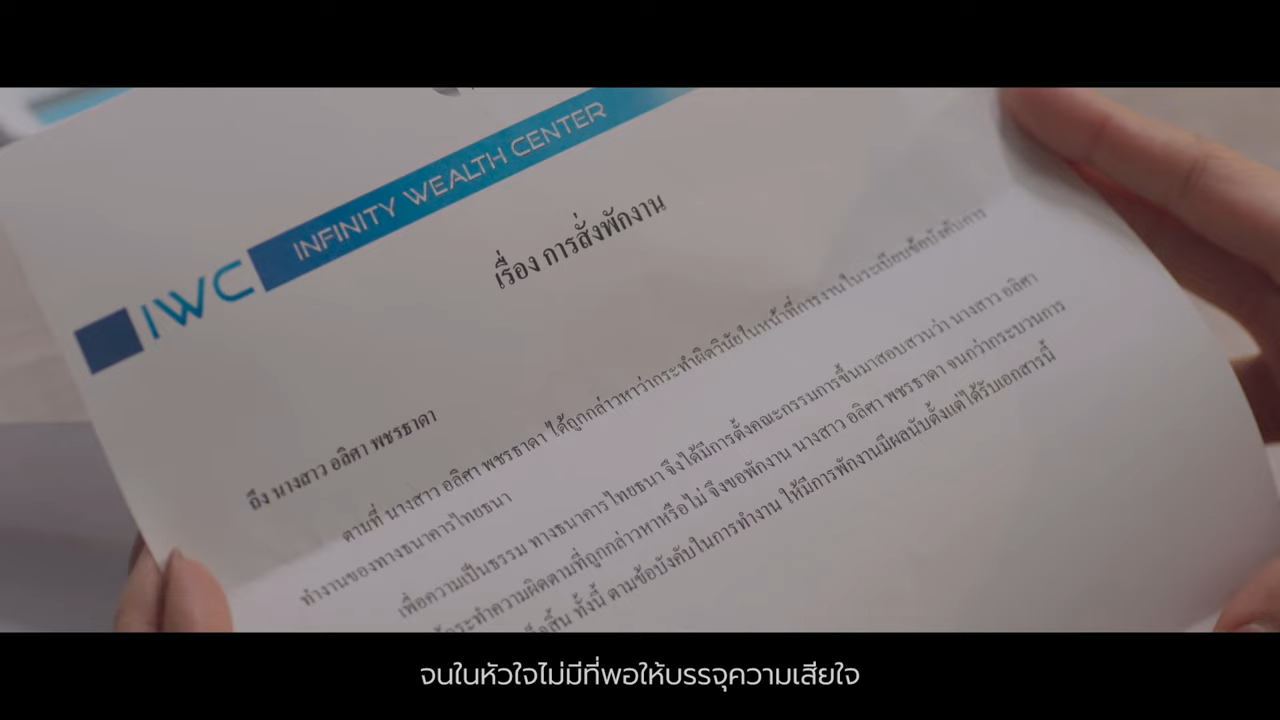 IWC INFINITY WEALTH CENTER
เรื่อง การสั่งพักงาน
ถึง นางสาว อลิศา พชรธาดา
ตามที่ นางสาว อลิศา พชรธาดา ได้ถูกกล่าวหาว่ากระทำผิดวินัยในหน้าที่การงานในระเบียบข้อบังคับการ
ทำงานของทางธนาคารไทยธนา
เพื่อความเป็นธรรม ทางธนาคารไทยธนา จึงได้มีการตั้งคณะกรรมการขึ้นมาสอบสวนว่า นางสาว อลิศา
กระทำความผิดตามที่ถูกกล่าวหาหรือไม่ จึงขอพักงาน นางสาว อลิศา พชรธาดา จนกว่ากระบวนการ
ทั้งนี้ ตามข้อบังคับในการทำงาน ให้มีการพักงานมีผลนับตั้งแต่ได้รับเอกสารนี้
จนในหัวใจไม่มีที่พอให้บรรจุความเสียใจ